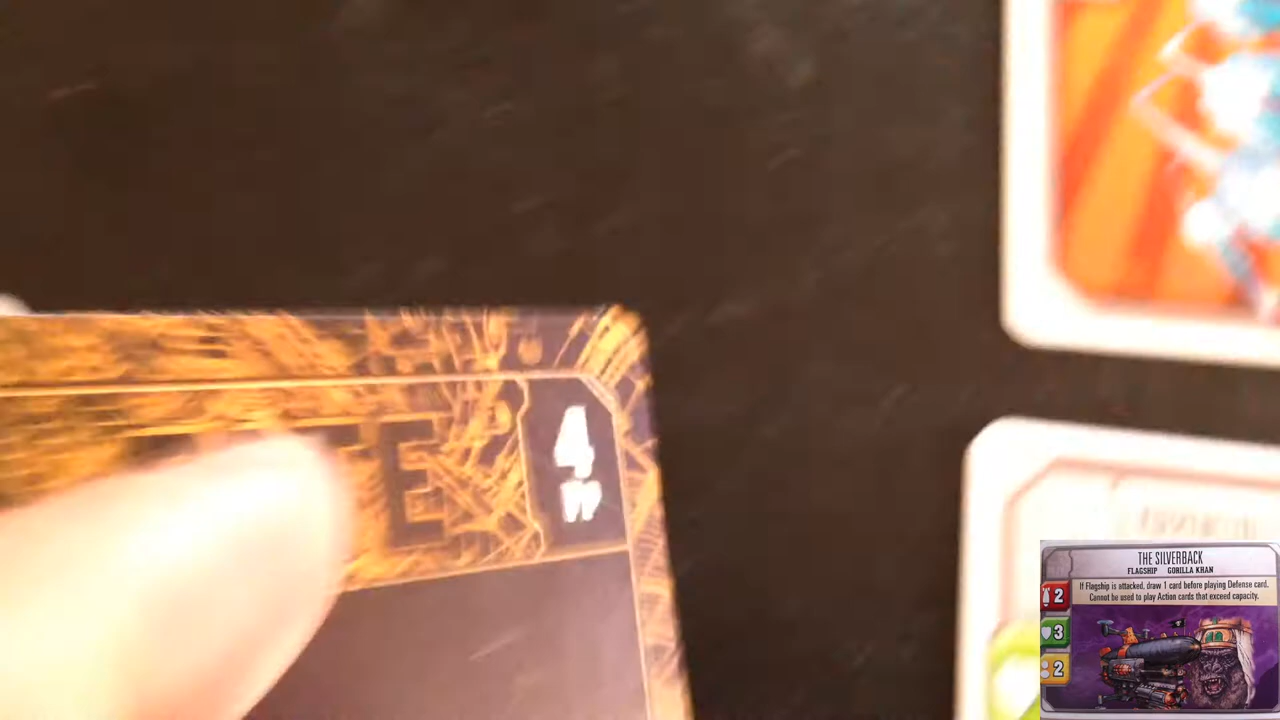 E
4
VP
THE SILVERBACK
FLAGSHIP GORILLA KHAN
If Flagship is attacked, draw 1 card before playing Defense card.
Cannot be used to play Action cards that exceed capacity.
2
3
2